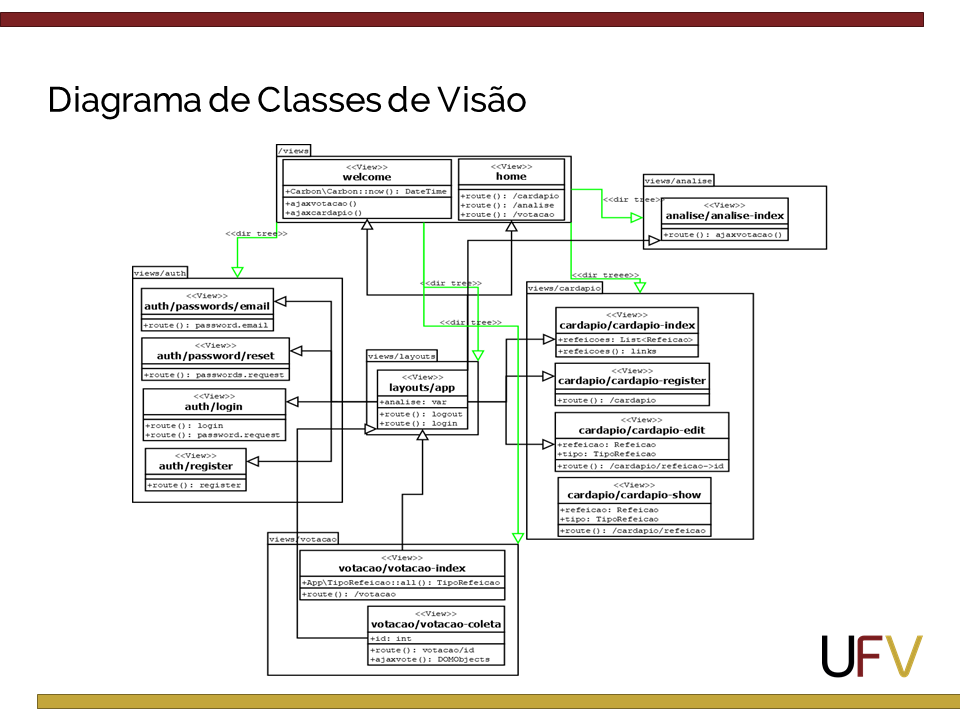 Diagrama de Classes de Visão
/views
<<View>>
welcome
+Carbon\Carbon::now(): DateTime
+ajaxvotacao()
+ajaxcardapio()
<<View>>
home
+route(): /cardapio
+route(): /analise
+route(): /votacao
<<dir tree>>
views/analise
<<View>>
analise/analise-index
+route(): ajaxvotação()
<<dir tree>>
views/auth
<<View>>
auth/passwords/email
+route(): password.email
<<View>>
auth/password/reset
+route(): passwords.request
<<View>>
auth/login
+route(): login
+route(): password.request
<<View>>
auth/register
+route(): register
<<dir tree>>
<<dir tree>>
views/layouts
<<View>>
layouts/app
+analise: var
+route(): logout
+route(): login
<<dir treee>>
views/cardapio
<<View>>
cardapio/cardapio-index
+refeicoes: List<Refeicao>
+refeicoes(): links
<<View>>
cardapio/cardapio-register
+route(): /cardapio
<<View>>
cardapio/cardapio-edit
+refeicao: Refeicao
+tipo: TipoRefeicao
+route(): /cardapio/refeicao->id
<<View>>
cardapio/cardapio-show
+refeicao: Refeicao
+tipo: TipoRefeicao
+route(): /cardapio/refeicao
views/votacao
<<View>>
votacao/votacao-index
+App\TipoRefeicao::all(): TipoRefeicao
+route(): /votacao
<<View>>
votacao/votacao-coleta
+id: int
+route(): votacao/id
+ajaxvote(): DOMObjects
UFV